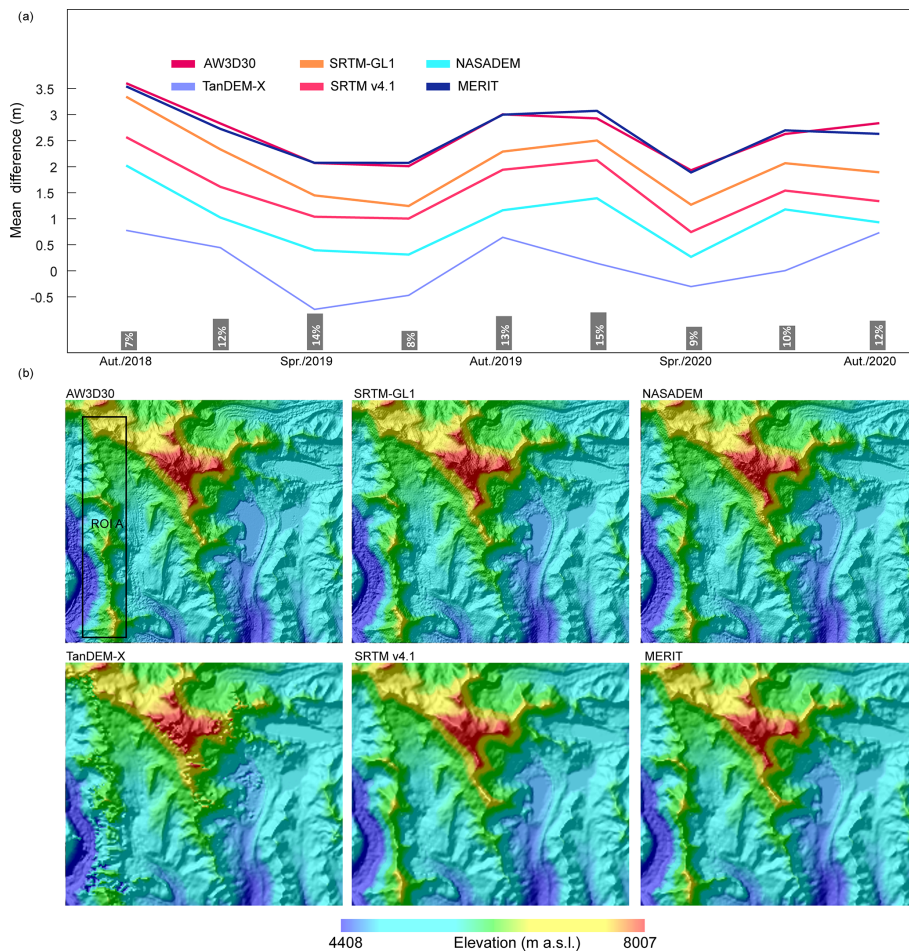 (a)
AW3D30 SRTM-GL1 NASADEM
TanDEM-X SRTM v4.1 MERIT
Mean difference (m)
3.5
3
2.5
2
1.5
1
0.5
0
-0.5
7% 12% 14% 8% 13% 15% 9% 10% 12%
Aut./2018 Spr./2019 Aut./2019 Spr./2020 Aut./2020
(b)
AW3D30 SRTM-GL1 NASADEM
ROI A
TanDEM-X SRTM v4.1 MERIT
4408 Elevation (m a.s.l.) 8007